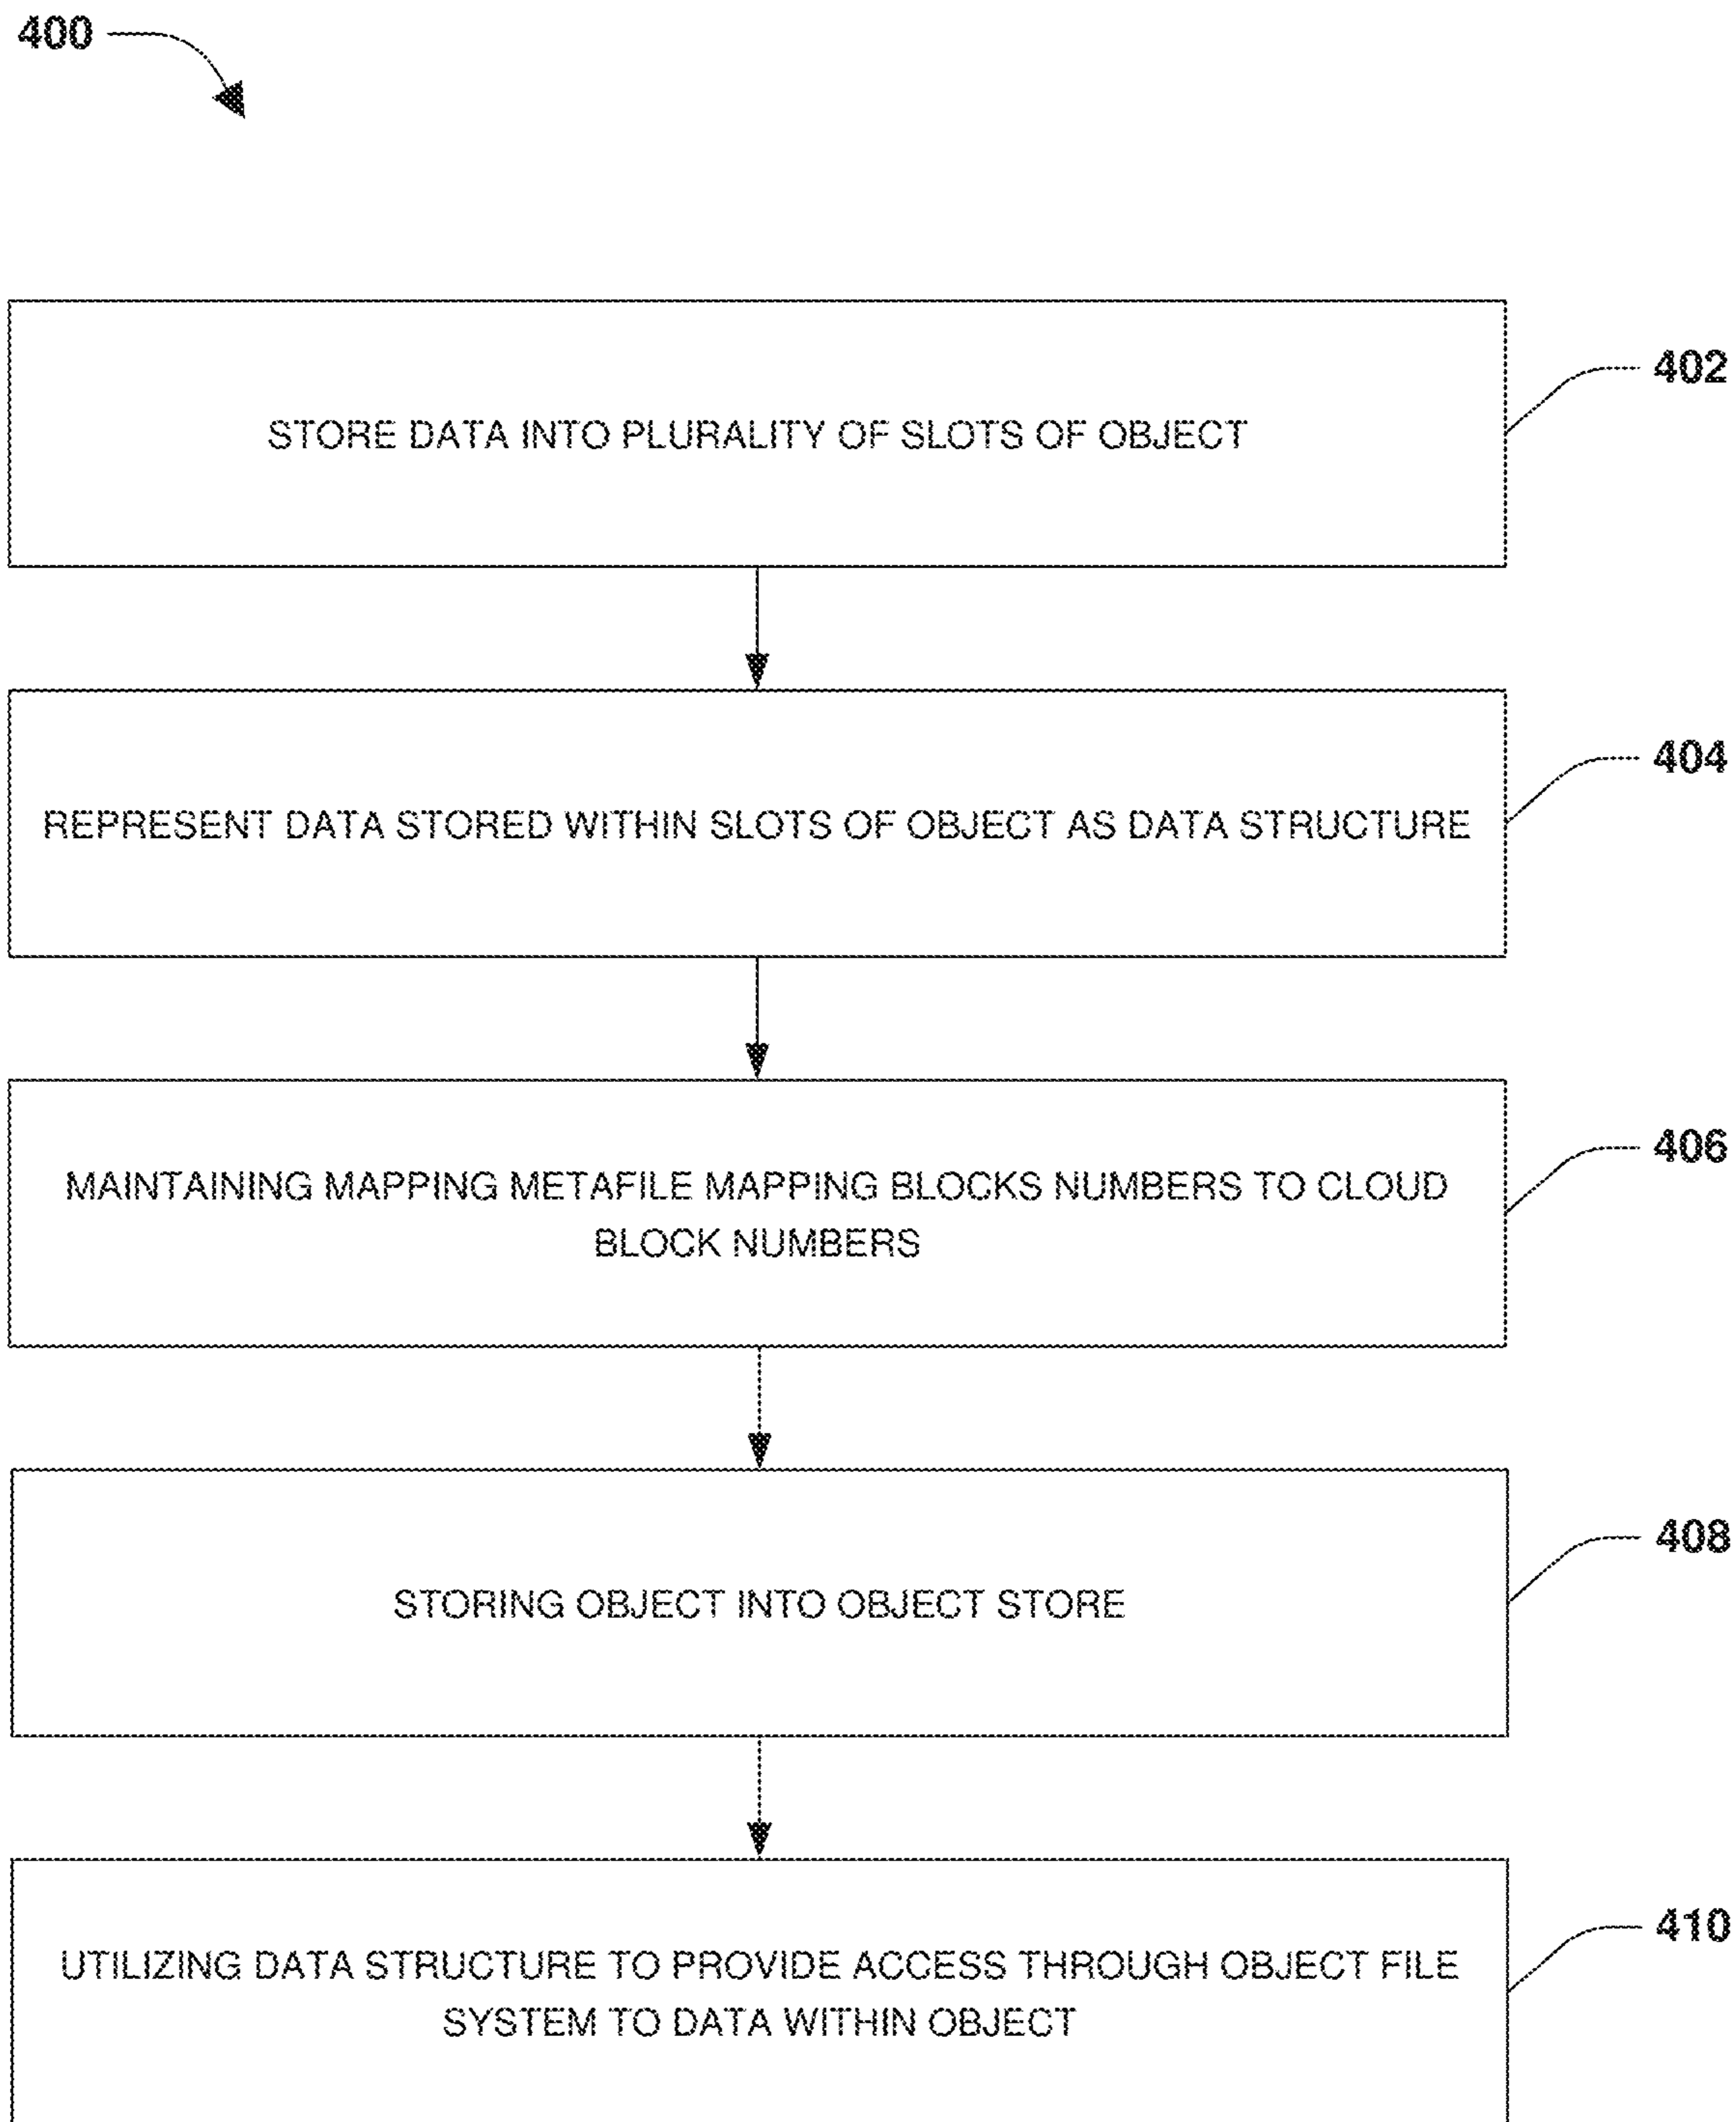 400
STORE DATA INTO PLURALITY OF SLOTS OF OBJECT
402
REPRESENT DATA STORED WITHIN SLOTS OF OBJECT AS DATA STRUCTURE
404
MAINTAINING MAPPING METAFILE MAPPING BLOCKS NUMBERS TO CLOUD
BLOCK NUMBERS
406
STORING OBJECT INTO OBJECT STORE
408
UTILIZING DATA STRUCTURE TO PROVIDE ACCESS THROUGH OBJECT FILE
SYSTEM TO DATA WITHIN OBJECT
410